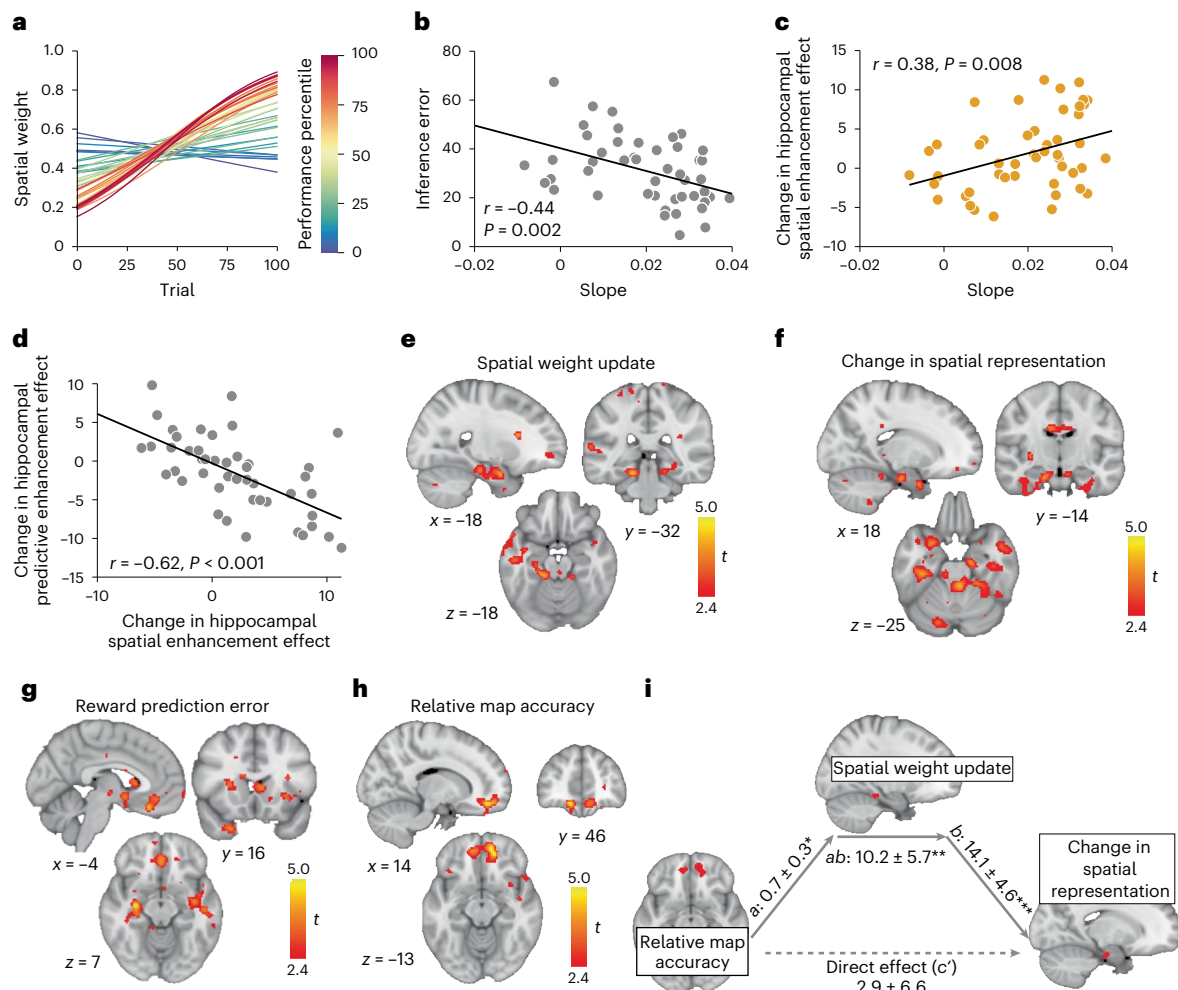 a
Spatial weight
1.0
0.8
0.6
0.4
0.2
0
0
25
50
75
100
Trial
Performance percentile
100
75
50
25
0
b
Inference error
80
60
40
20
0
r = −0.44
P = 0.002
−0.02
0
0.02
0.04
Slope
c
Change in hippocampal
spatial enhancement effect
15
10
5
0
−5
−10
r = 0.38, P = 0.008
−0.02
0
0.02
0.04
Slope
d
Change in hippocampal
predictive enhancement effect
10
5
0
−5
−10
−15
r = −0.62, P < 0.001
−10
0
10
Change in hippocampal
spatial enhancement effect
e
Spatial weight update
x = −18
y = −32
z = −18
5.0
t
2.4
f
Change in spatial representation
x = 18
y = −14
z = −25
5.0
t
2.4
g
Reward prediction error
x = −4
y = 16
z = 7
5.0
t
2.4
h
Relative map accuracy
x = 14
y = 46
z = −13
5.0
t
2.4
i
Spatial weight update
a: 0.7 ± 0.3*
ab: 10.2 ± 5.7**
b: 14.1 ± 4.6***
Change in
spatial
representation
Relative map
accuracy
Direct effect (c′)
2.9 ± 6.6